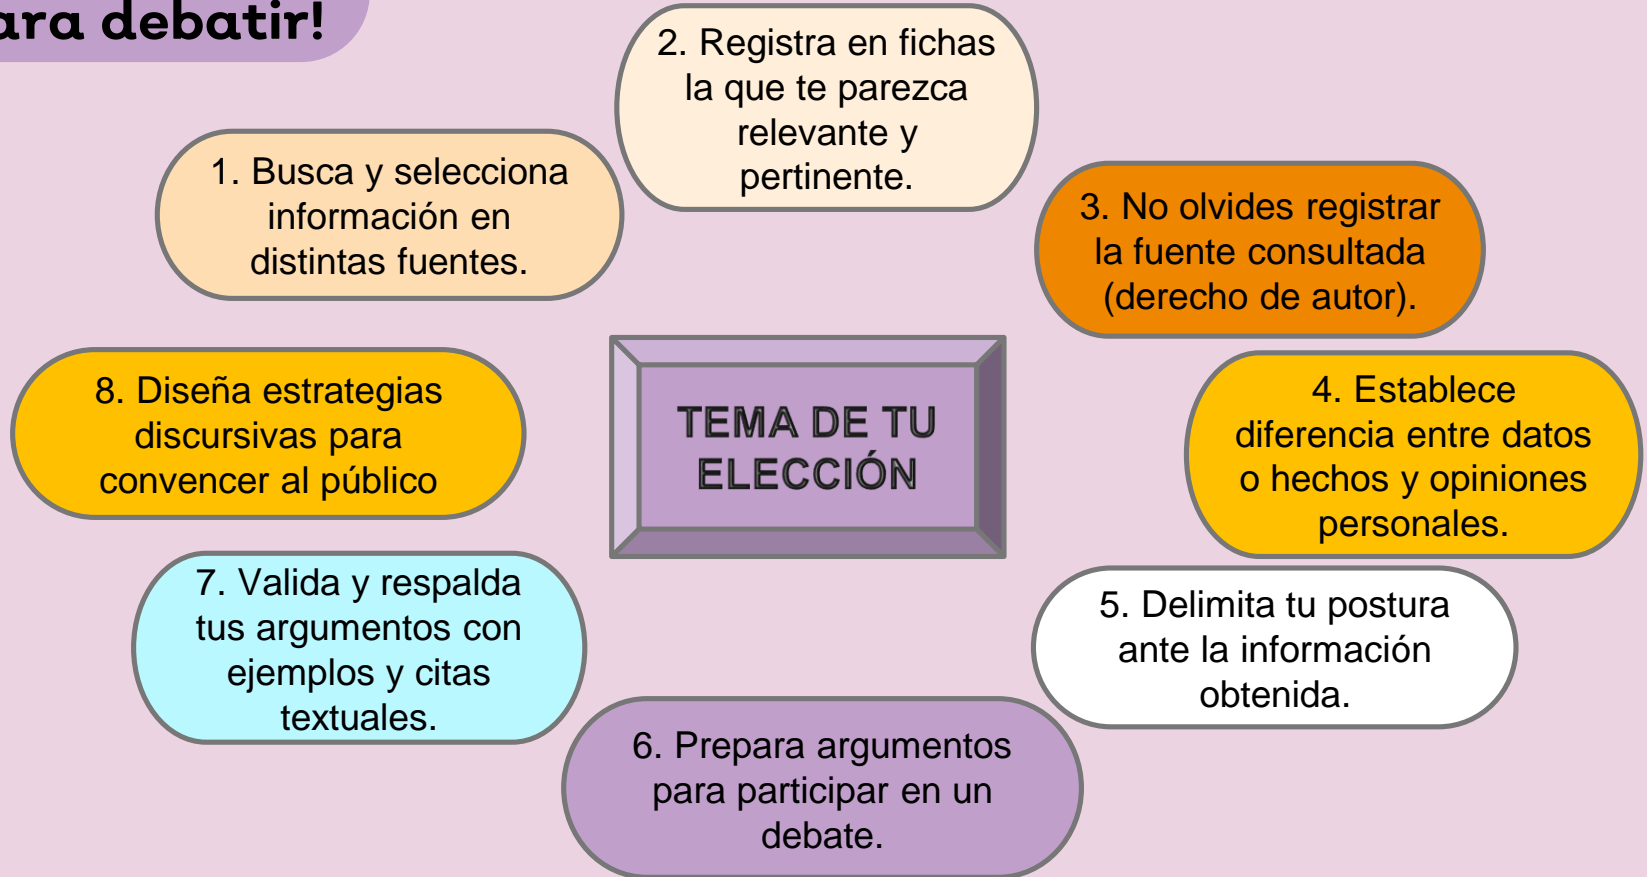 ara debatir!
1. Busca y selecciona
información en
distintas fuentes.
2. Registra en fichas
la que te parezca
relevante y
pertinente.
3. No olvides registrar
la fuente consultada
(derecho de autor).
4. Establece
diferencia entre datos
o hechos y opiniones
personales.
5. Delimita tu postura
ante la información
obtenida.
6. Prepara argumentos
para participar en un
debate.
7. Valida y respalda
tus argumentos con
ejemplos y citas
textuales.
8. Diseña estrategias
discursivas para
convencer al público
TEMA DE TU
ELECCIÓN